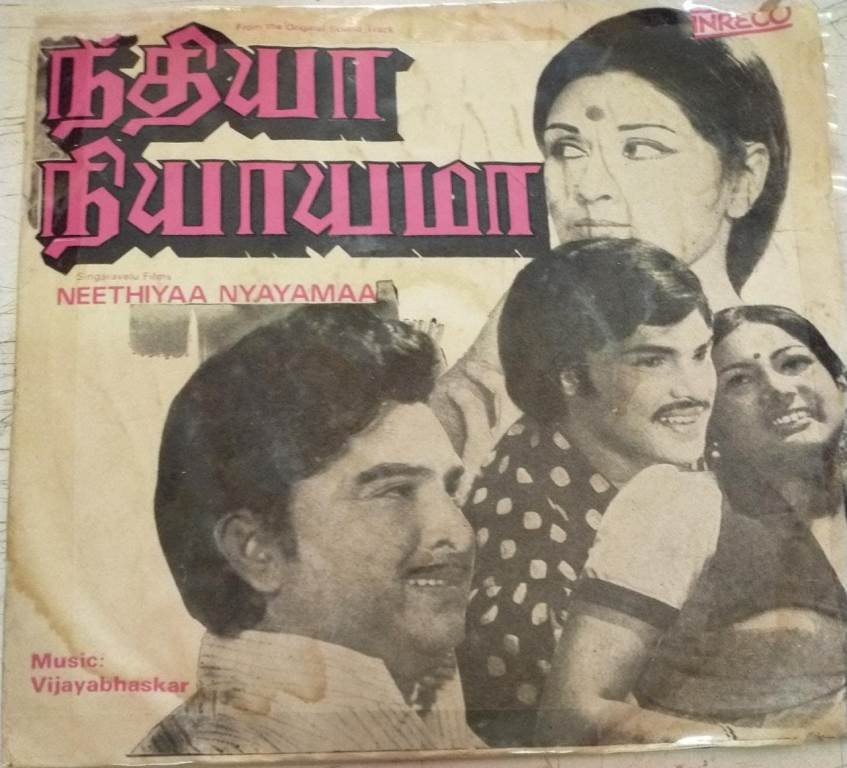 From the Original Sound Track
INRECO
நீதியா
நியாயமா
Singaravelu Films
NEETHIYAA NYAYAMAA
Music:
Vijayabhaskar